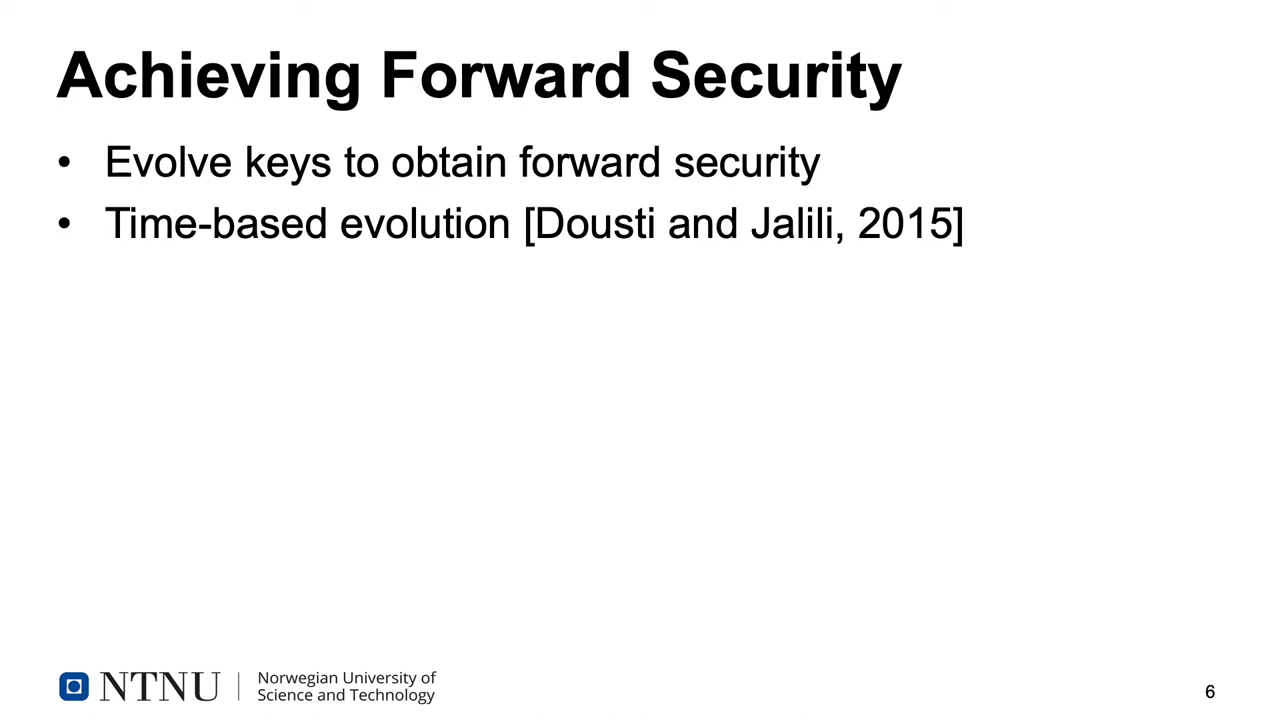 Achieving Forward Security
• Evolve keys to obtain forward security
• Time-based evolution [Dousti and Jalili, 2015]
NTNU
Norwegian University of
Science and Technology
6